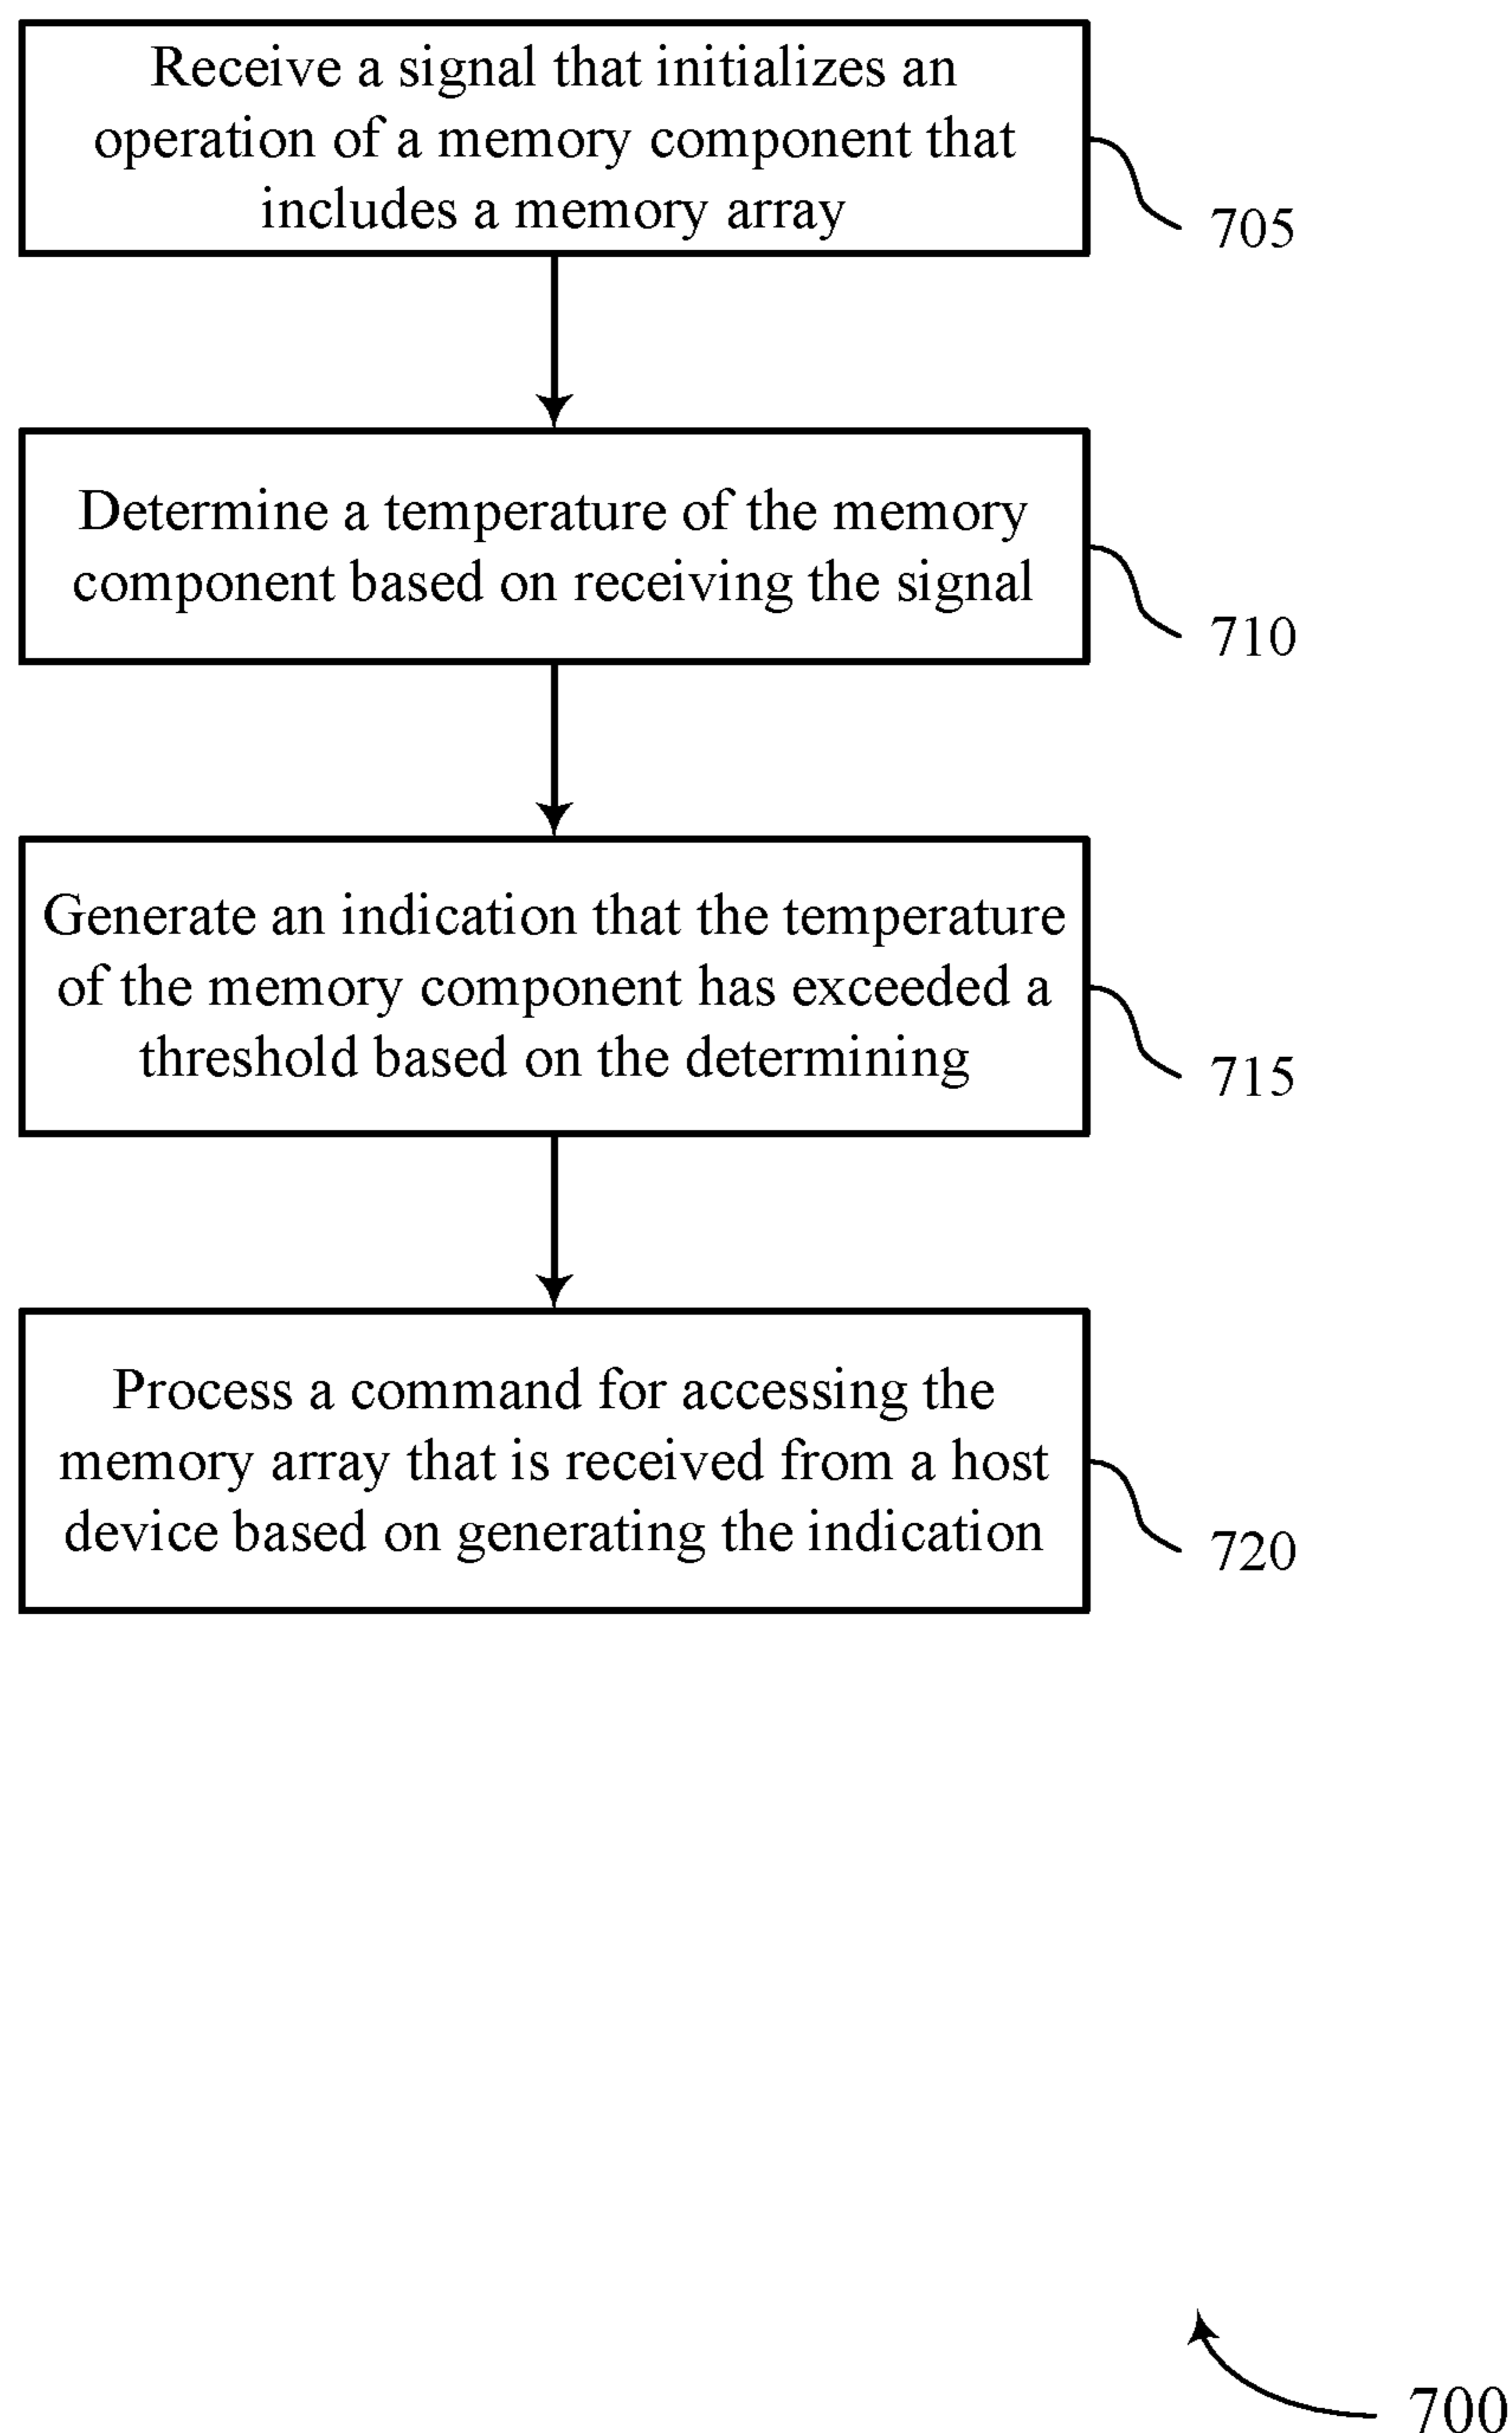 Receive a signal that initializes an
operation of a memory component that
includes a memory array
705
Determine a temperature of the memory
component based on receiving the signal
710
Generate an indication that the temperature
of the memory component has exceeded a
threshold based on the determining
715
Process a command for accessing the
memory array that is received from a host
device based on generating the indication
720
700